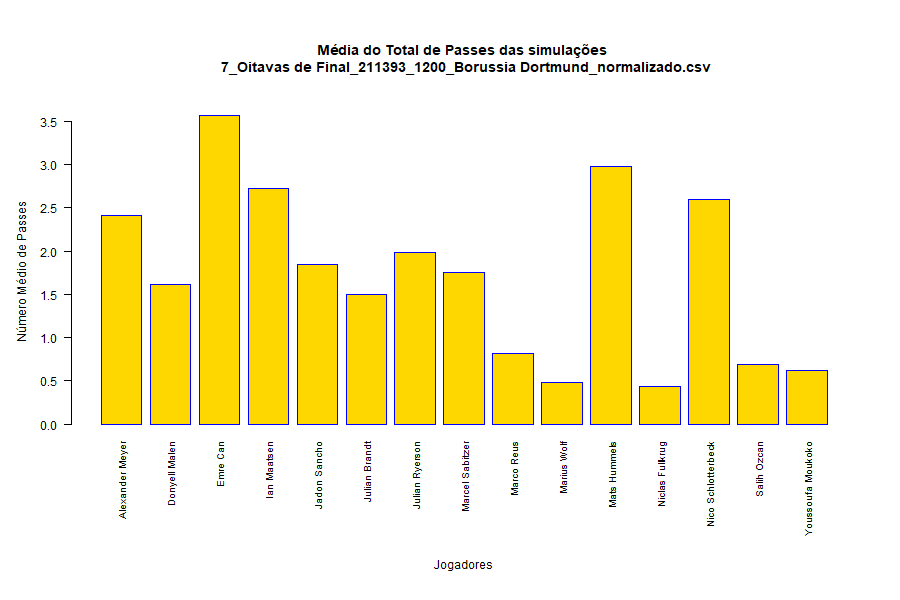 Média do Total de Passes das simulações
7_Oitavas de Final_211393_1200_Borussia Dortmund_normalizado.csv
Número Médio de Passes
3.5
3.0
2.5
2.0
1.5
1.0
0.5
0.0
Alexander Meyer
Donyell Malen
Emre Can
Ian Maatsen
Jadon Sancho
Julian Brandt
Julian Ryerson
Marcel Sabitzer
Marco Reus
Marius Wolf
Mats Hummels
Niclas Fulkrug
Nico Schlotterbeck
Salih Ozcan
Youssoufa Moukoko
Jogadores